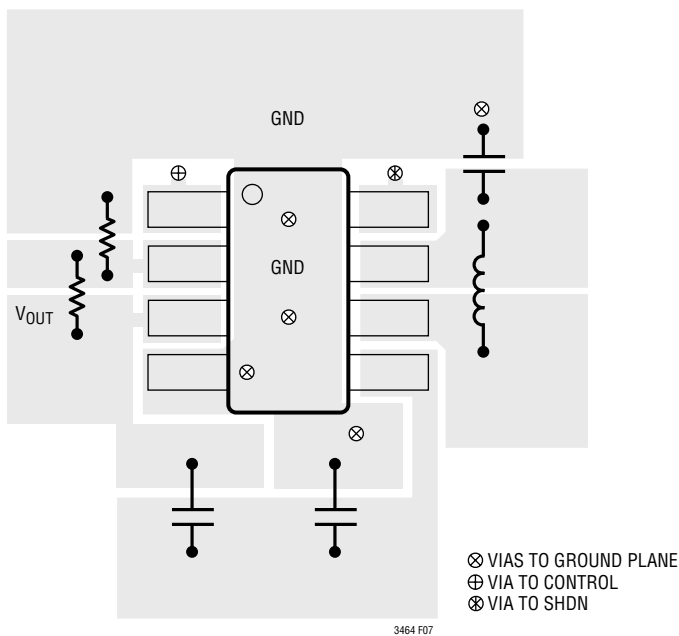 GND
GND
VOUT
VIAS TO GROUND PLANE
VIA TO CONTROL
VIA TO SHDN
3464 F07